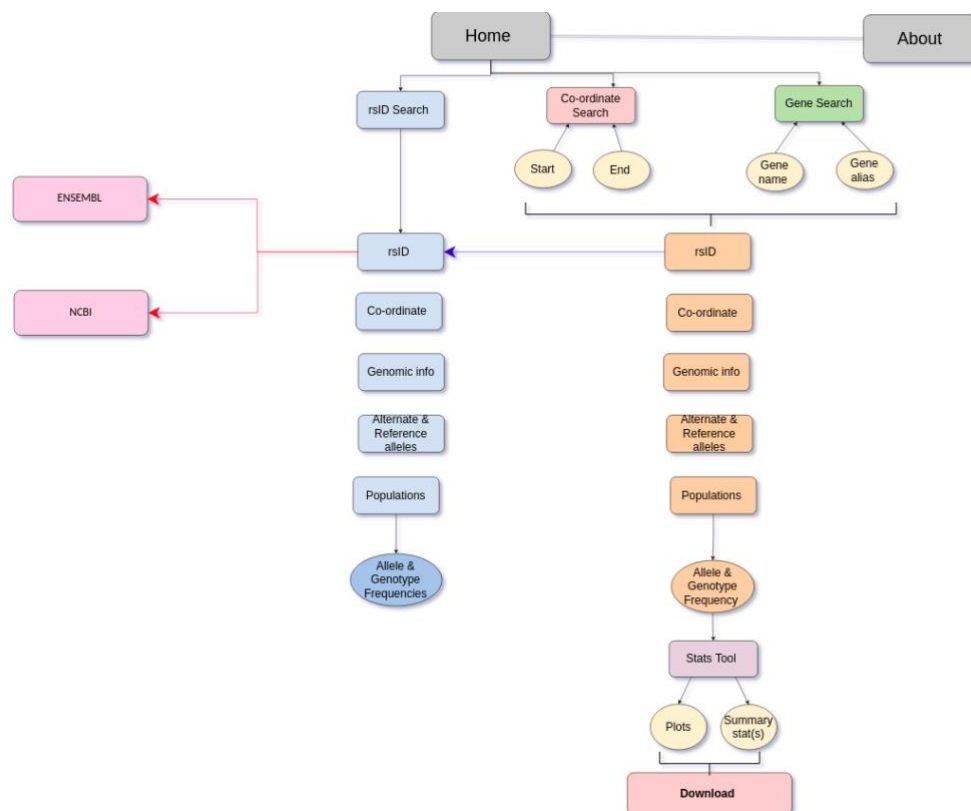 Home
About
rsID Search
Co-ordinate
Search
Gene Search
Start
End
Gene
name
Gene
alias
ENSEMBL
rsID
rsID
NCBI
Co-ordinate
Co-ordinate
Genomic info
Genomic info
Alternate &
Reference
alleles
Alternate &
Reference
alleles
Populations
Populations
Allele &
Genotype
Frequencies
Allele &
Genotype
Frequency
Stats Tool
Plots
Summary
stat(s)
Download